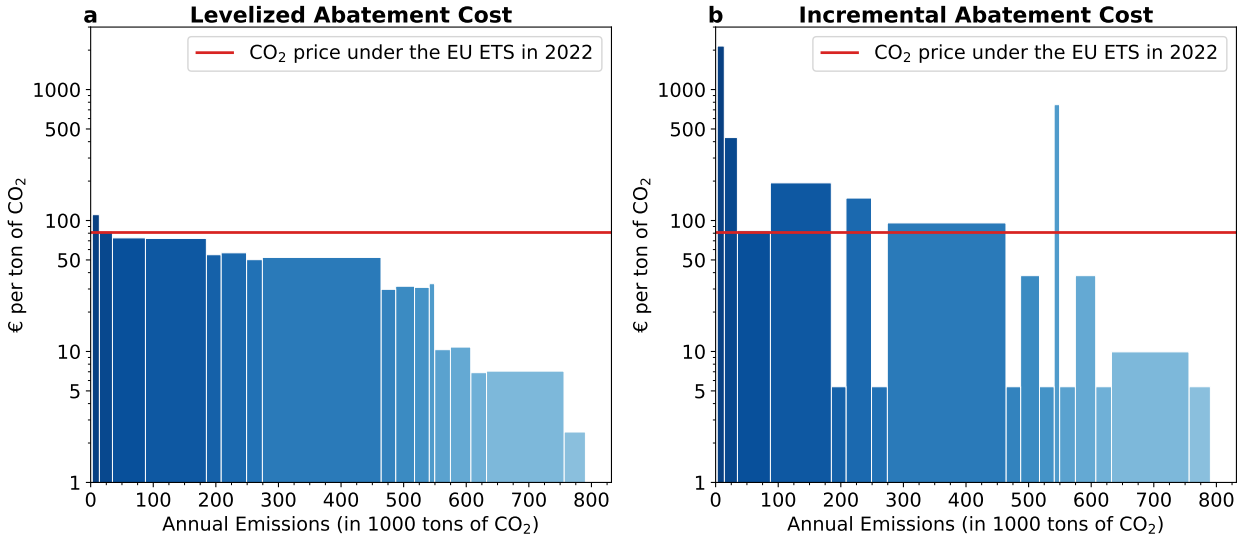 a Levelized Abatement Cost
CO₂ price under the EU ETS in 2022
€ per ton of CO₂
1000
500
100
50
10
5
1
0 100 200 300 400 500 600 700 800
Annual Emissions (in 1000 tons of CO₂)
b Incremental Abatement Cost
CO₂ price under the EU ETS in 2022
€ per ton of CO₂
1000
500
100
50
10
5
1
0 100 200 300 400 500 600 700 800
Annual Emissions (in 1000 tons of CO₂)